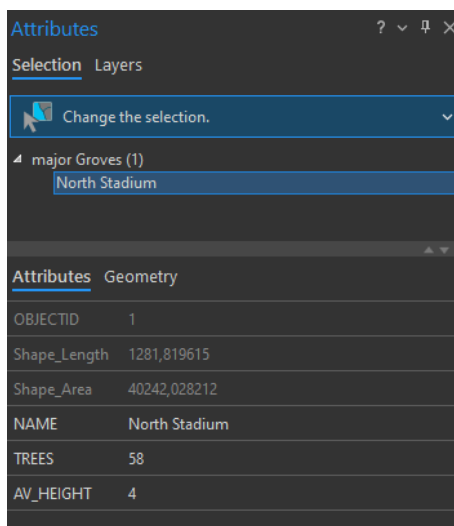 Attributes ?
Selection Layers
Change the selection.
major Groves (1)
North Stadium
Attributes Geometry
OBJECTID 1
Shape_Length 1281,819615
Shape_Area 40242,028212
NAME North Stadium
TREES 58
AV_HEIGHT 4